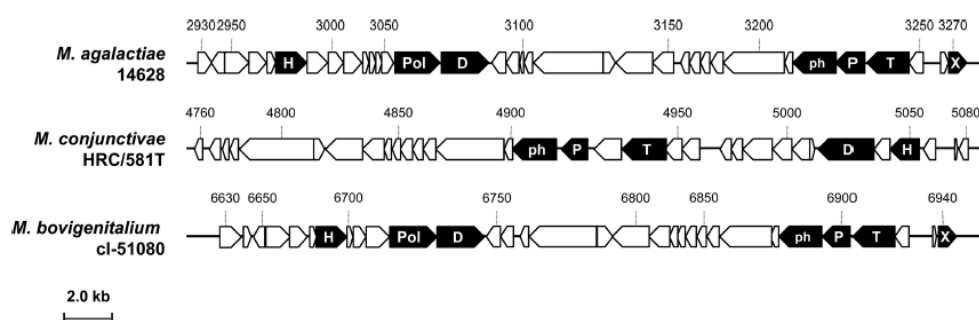 2930 2950 3000 3050 3100 3150 3200 3250 3270
M. agalactiae
14628
H Pol D ph P T X
4760 4800 4850 4900 4950 5000 5050 5080
M. conjunctivae
HRC/581T
ph P T D H
6630 6650 6700 6750 6800 6850 6900 6940
M. bovigenitalium
cl-51080
H Pol D ph P T X
2.0 kb